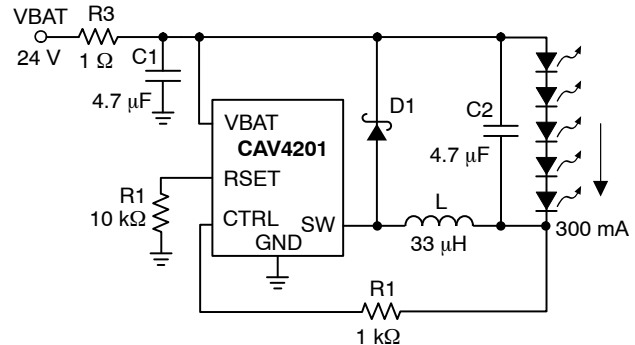 VBAT
24 V
R3
1 Ω
C1
4.7 μF
VBAT
CAV4201
RSET
CTRL
GND
SW
R1
10 kΩ
D1
C2
4.7 μF
L
33 μH
300 mA
R1
1 kΩ